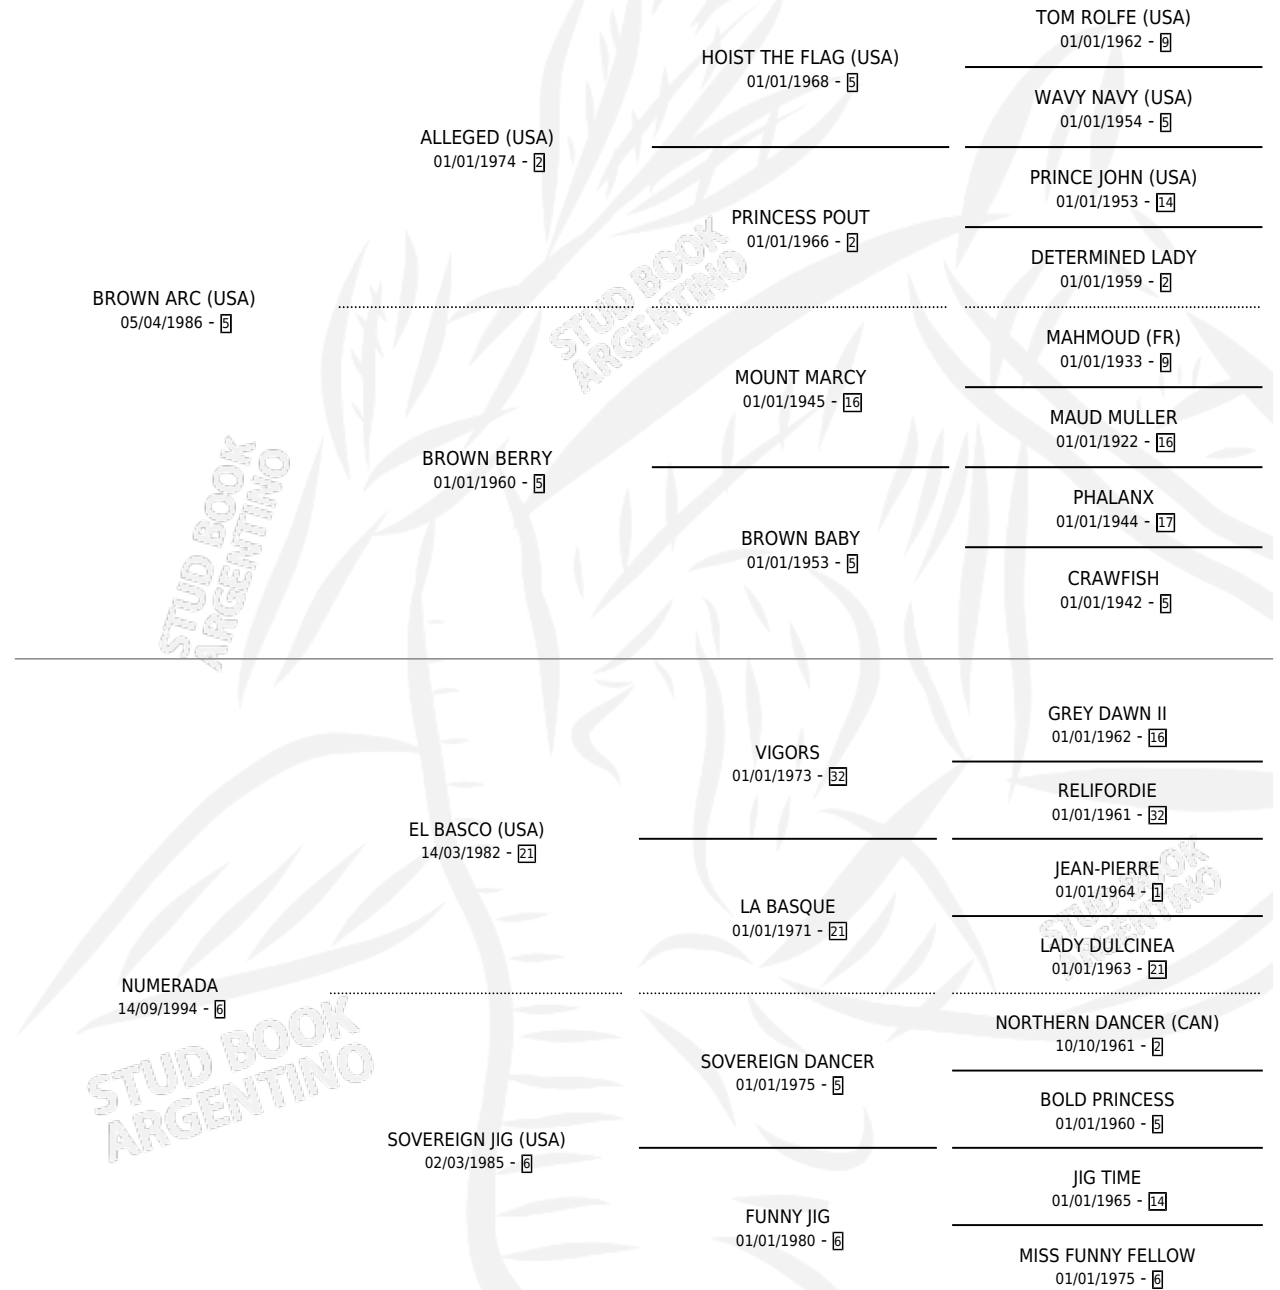 TOM ROLFE (USA)
01/01/1962 - 9
HOIST THE FLAG (USA)
01/01/1968 - 5
WAVY NAVY (USA)
01/01/1954 - 5
ALLEGED (USA)
01/01/1974 - 2
PRINCE JOHN (USA)
01/01/1953 - 14
PRINCESS POUT
01/01/1966 - 2
DETERMINED LADY
01/01/1959 - 2
BROWN ARC (USA)
05/04/1986 - 5
STUD BOOK
ARGENTINO
MAHMOUD (FR)
01/01/1933 - 9
MOUNT MARCY
01/01/1945 - 16
MAUD MULLER
01/01/1922 - 16
BROWN BERRY
01/01/1960 - 5
PHALANX
01/01/1944 - 17
BROWN BABY
01/01/1953 - 5
CRAWFISH
01/01/1942 - 5
STUD BOOK
ARGENTINO
GREY DAWN II
01/01/1962 - 16
VIGORS
01/01/1973 - 32
RELIFORDIE
01/01/1961 - 32
EL BASCO (USA)
14/03/1982 - 21
JEAN-PIERRE
01/01/1964 - 1
LA BASQUE
01/01/1971 - 21
LADY DULCINEA
01/01/1963 - 21
STUD BOOK
ARGENTINO
NUMERADA
14/09/1994 - 6
NORTHERN DANCER (CAN)
10/10/1961 - 2
SOVEREIGN DANCER
01/01/1975 - 5
BOLD PRINCESS
01/01/1960 - 5
STUD BOOK
ARGENTINO
SOVEREIGN JIG (USA)
02/03/1985 - 6
JIG TIME
01/01/1965 - 14
FUNNY JIG
01/01/1980 - 6
MISS FUNNY FELLOW
01/01/1975 - 6